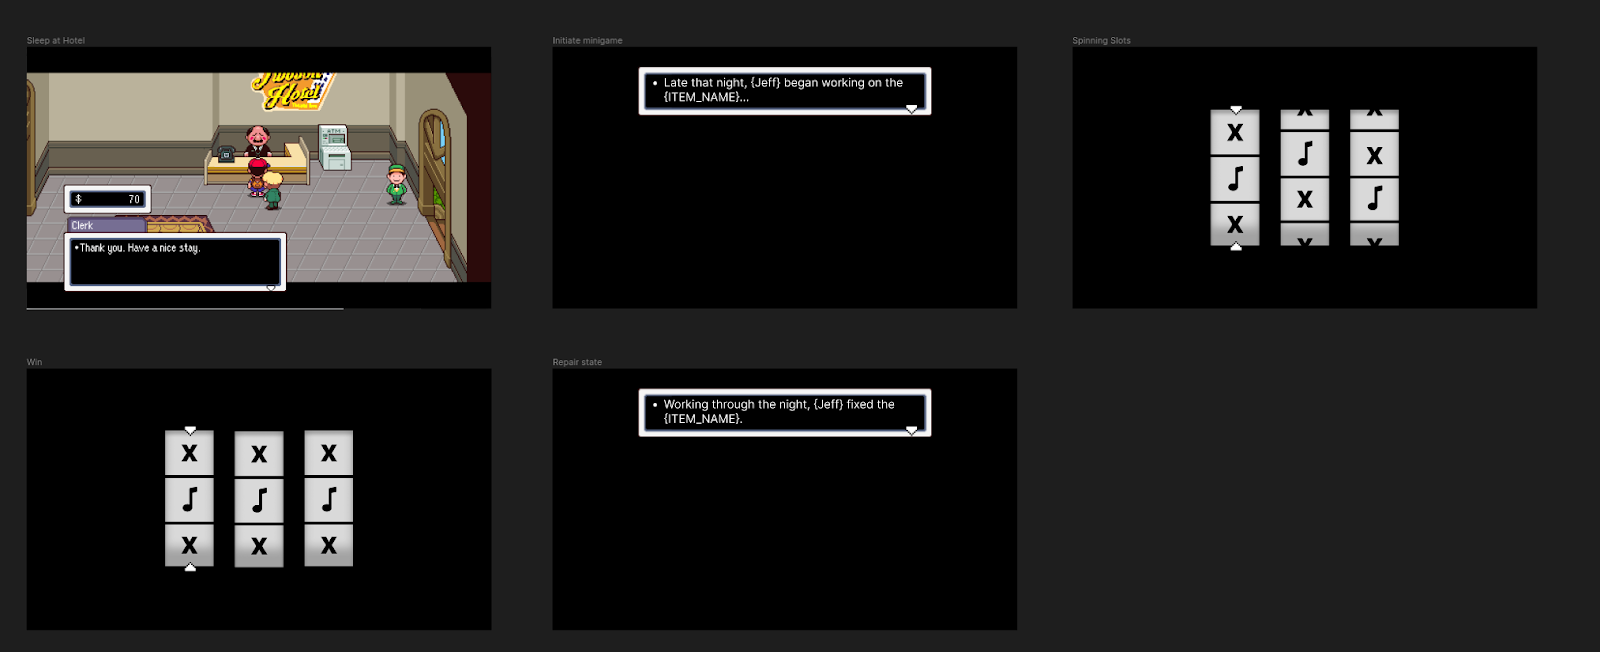 Sleep at Hotel
Initiate minigame
Spinning Slots
Hotel
ATM
$ 70
Clerk
•Thank you. Have a nice stay.
• Late that night, {Jeff} began working on the
{ITEM_NAME}...
X X
X ♪ X
♪ X ♪
X X X
Win
Repair state
X X X
♪ ♪ ♪
X X X
• Working through the night, {Jeff} fixed the
{ITEM_NAME}.